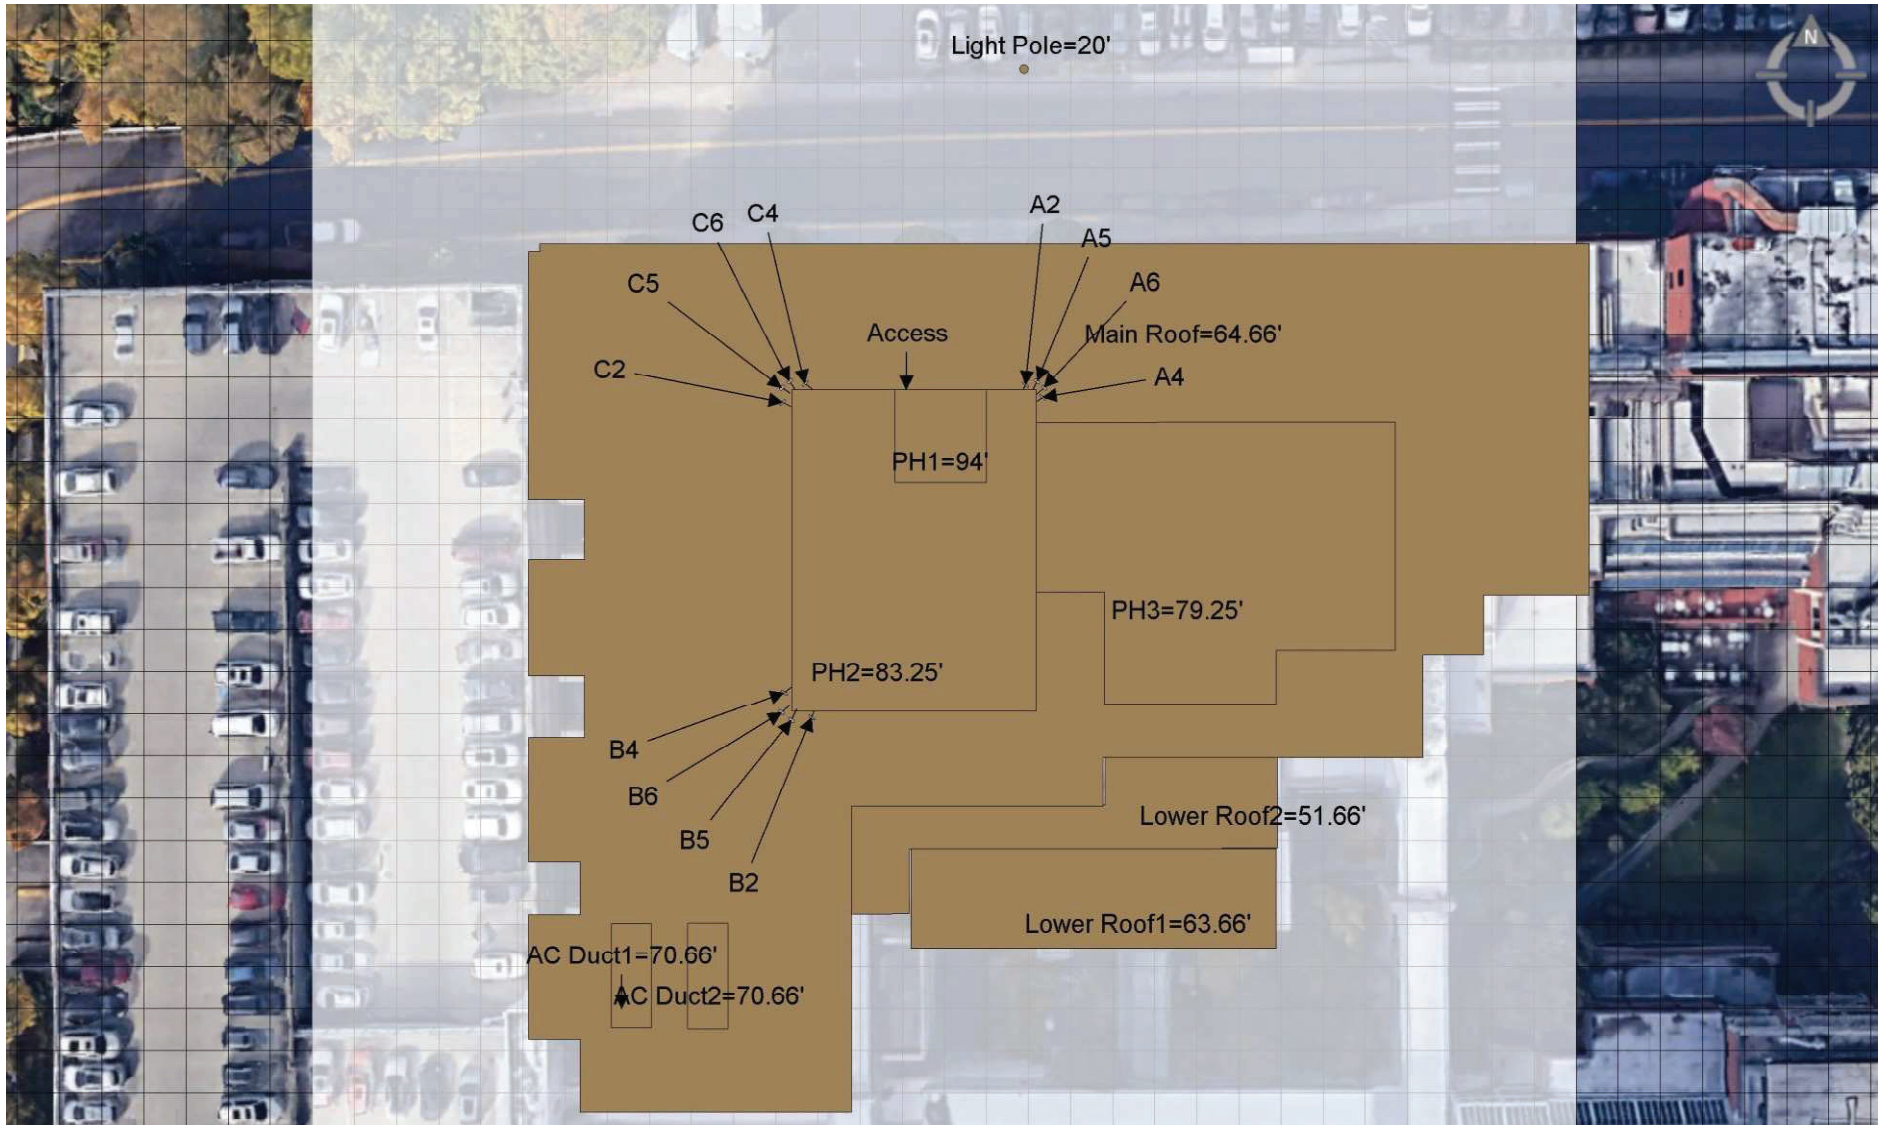 Light Pole=20'
N
A2
C4
C6
A5
C5
A6
Access
Main Roof=64.66'
C2
A4
PH1=94'
PH3=79.25'
PH2=83.25'
B4
B6
Lower Roof2=51.66'
B5
B2
Lower Roof1=63.66'
AC Duct1=70.66'
AC Duct2=70.66'